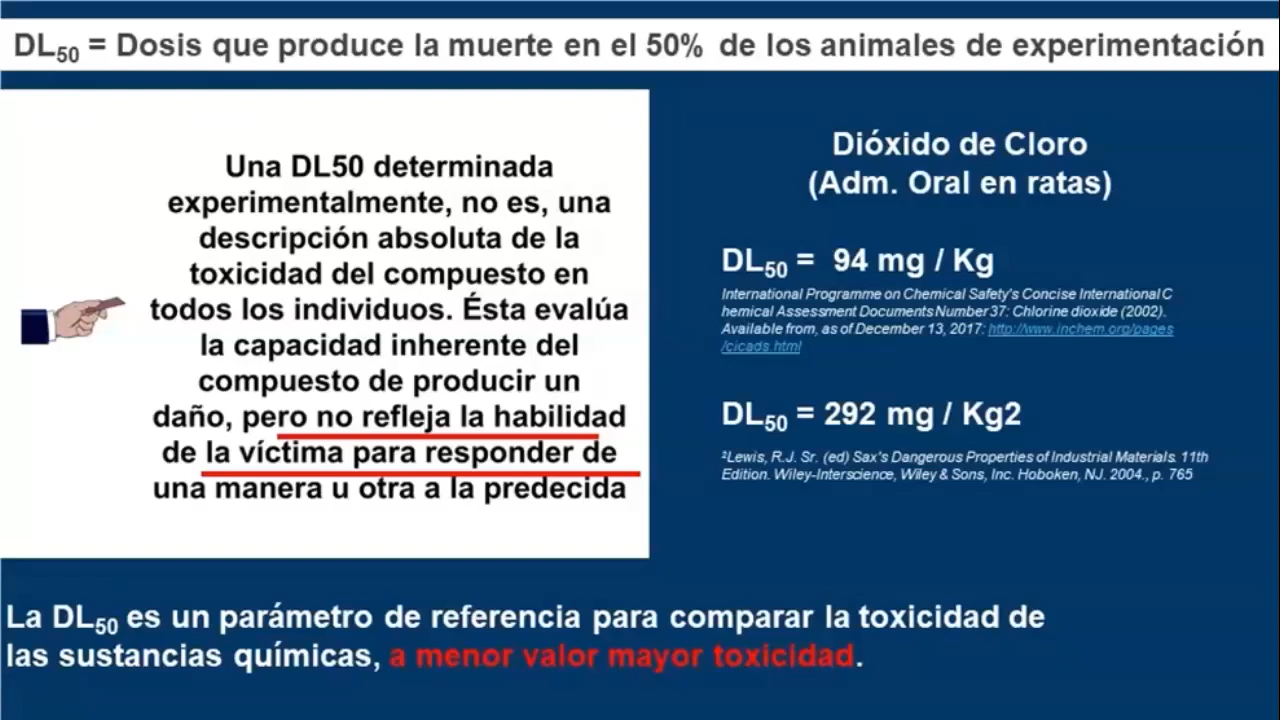 DL50 = Dosis que produce la muerte en el 50% de los animales de experimentación
Una DL50 determinada
experimentalmente, no es, una
descripción absoluta de la
toxicidad del compuesto en
todos los individuos. Ésta evalúa
la capacidad inherente del
compuesto de producir un
daño, pero no refleja la habilidad
de la víctima para responder de
una manera u otra a la predecida
Dióxido de Cloro
(Adm. Oral en ratas)
DL50 = 94 mg / Kg
International Programme on Chemical Safety's Concise International C
hemical Assessment Documents Number 37: Chlorine dioxide (2002).
Available from, as of December 13, 2017: http://www.inchem.org/pages
/cicads.html
DL50 = 292 mg / Kg2
²Lewis, R.J. Sr. (ed) Sax's Dangerous Properties of Industrial Materials. 11th
Edition. Wiley-Interscience, Wiley & Sons, Inc. Hoboken, NJ. 2004., p. 765
La DL50 es un parámetro de referencia para comparar la toxicidad de
las sustancias químicas, a menor valor mayor toxicidad.